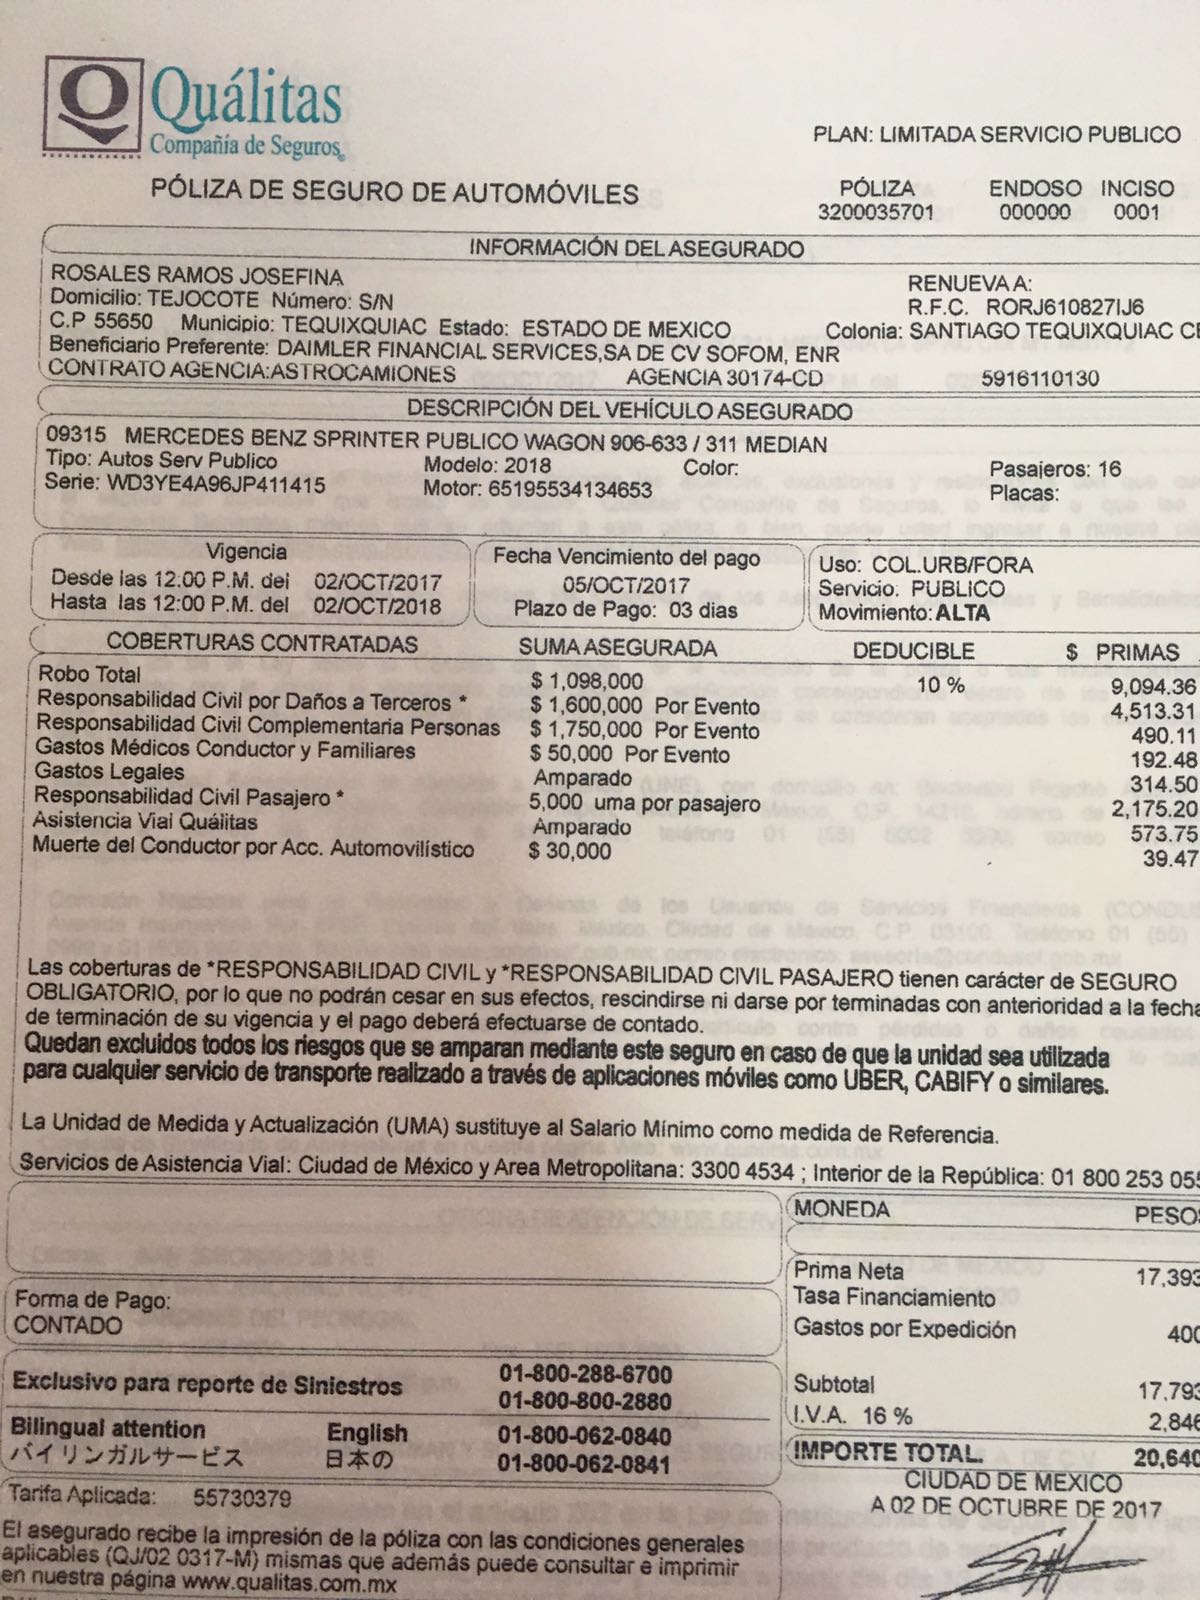 Quálitas
Compañía de Seguros
PLAN: LIMITADA SERVICIO PUBLICO
PÓLIZA DE SEGURO DE AUTOMÓVILES
PÓLIZA ENDOSO INCISO
3200035701 000000 0001
INFORMACIÓN DEL ASEGURADO
ROSALES RAMOS JOSEFINA RENUEVA A:
Domicilio: TEJOCOTE Número: S/N R.F.C. RORJ610827IJ6
C.P 55650 Municipio: TEQUIXQUIAC Estado: ESTADO DE MEXICO Colonia: SANTIAGO TEQUIXQUIAC CE
Beneficiario Preferente: DAIMLER FINANCIAL SERVICES,SA DE CV SOFOM, ENR
CONTRATO AGENCIA:ASTROCAMIONES AGENCIA 30174-CD 5916110130
DESCRIPCIÓN DEL VEHÍCULO ASEGURADO
09315 MERCEDES BENZ SPRINTER PUBLICO WAGON 906-633 / 311 MEDIAN
Tipo: Autos Serv Publico Modelo: 2018 Color: Pasajeros: 16
Serie: WD3YE4A96JP411415 Motor: 65195534134653 Placas:
Vigencia
Desde las 12:00 P.M. del 02/OCT/2017
Hasta las 12:00 P.M. del 02/OCT/2018
Fecha Vencimiento del pago
05/OCT/2017
Plazo de Pago: 03 dias
Uso: COL.URB/FORA
Servicio: PUBLICO
Movimiento: ALTA
COBERTURAS CONTRATADAS SUMA ASEGURADA DEDUCIBLE $ PRIMAS
Robo Total $ 1,098,000 10 % 9,094.36
Responsabilidad Civil por Daños a Terceros * $ 1,600,000 Por Evento 4,513.31
Responsabilidad Civil Complementaria Personas $ 1,750,000 Por Evento 490.11
Gastos Médicos Conductor y Familiares $ 50,000 Por Evento 192.48
Gastos Legales Amparado 314.50
Responsabilidad Civil Pasajero * 5,000 uma por pasajero 2,175.20
Asistencia Vial Quálitas Amparado 573.75
Muerte del Conductor por Acc. Automovilístico $ 30,000 39.47
Las coberturas de *RESPONSABILIDAD CIVIL y *RESPONSABILIDAD CIVIL PASAJERO tienen carácter de SEGURO
OBLIGATORIO, por lo que no podrán cesar en sus efectos, rescindirse ni darse por terminadas con anterioridad a la fecha
de terminación de su vigencia y el pago deberá efectuarse de contado.
Quedan excluidos todos los riesgos que se amparan mediante este seguro en caso de que la unidad sea utilizada
para cualquier servicio de transporte realizado a través de aplicaciones móviles como UBER, CABIFY o similares.
La Unidad de Medida y Actualización (UMA) sustituye al Salario Mínimo como medida de Referencia.
Servicios de Asistencia Vial: Ciudad de México y Area Metropolitana: 3300 4534 ; Interior de la República: 01 800 253 055
MONEDA PESOS
Prima Neta 17,393
Tasa Financiamiento
Gastos por Expedición 400
Subtotal 17,793
I.V.A. 16 % 2,846
IMPORTE TOTAL. 20,640
Forma de Pago:
CONTADO
Exclusivo para reporte de Siniestros 01-800-288-6700
01-800-800-2880
Bilingual attention English 01-800-062-0840
バイリンガルサービス 日本の 01-800-062-0841
Tarifa Aplicada: 55730379
CIUDAD DE MEXICO
A 02 DE OCTUBRE DE 2017
El asegurado recibe la impresión de la póliza con las condiciones generales
aplicables (QJ/02 0317-M) mismas que además puede consultar e imprimir
en nuestra página www.qualitas.com.mx